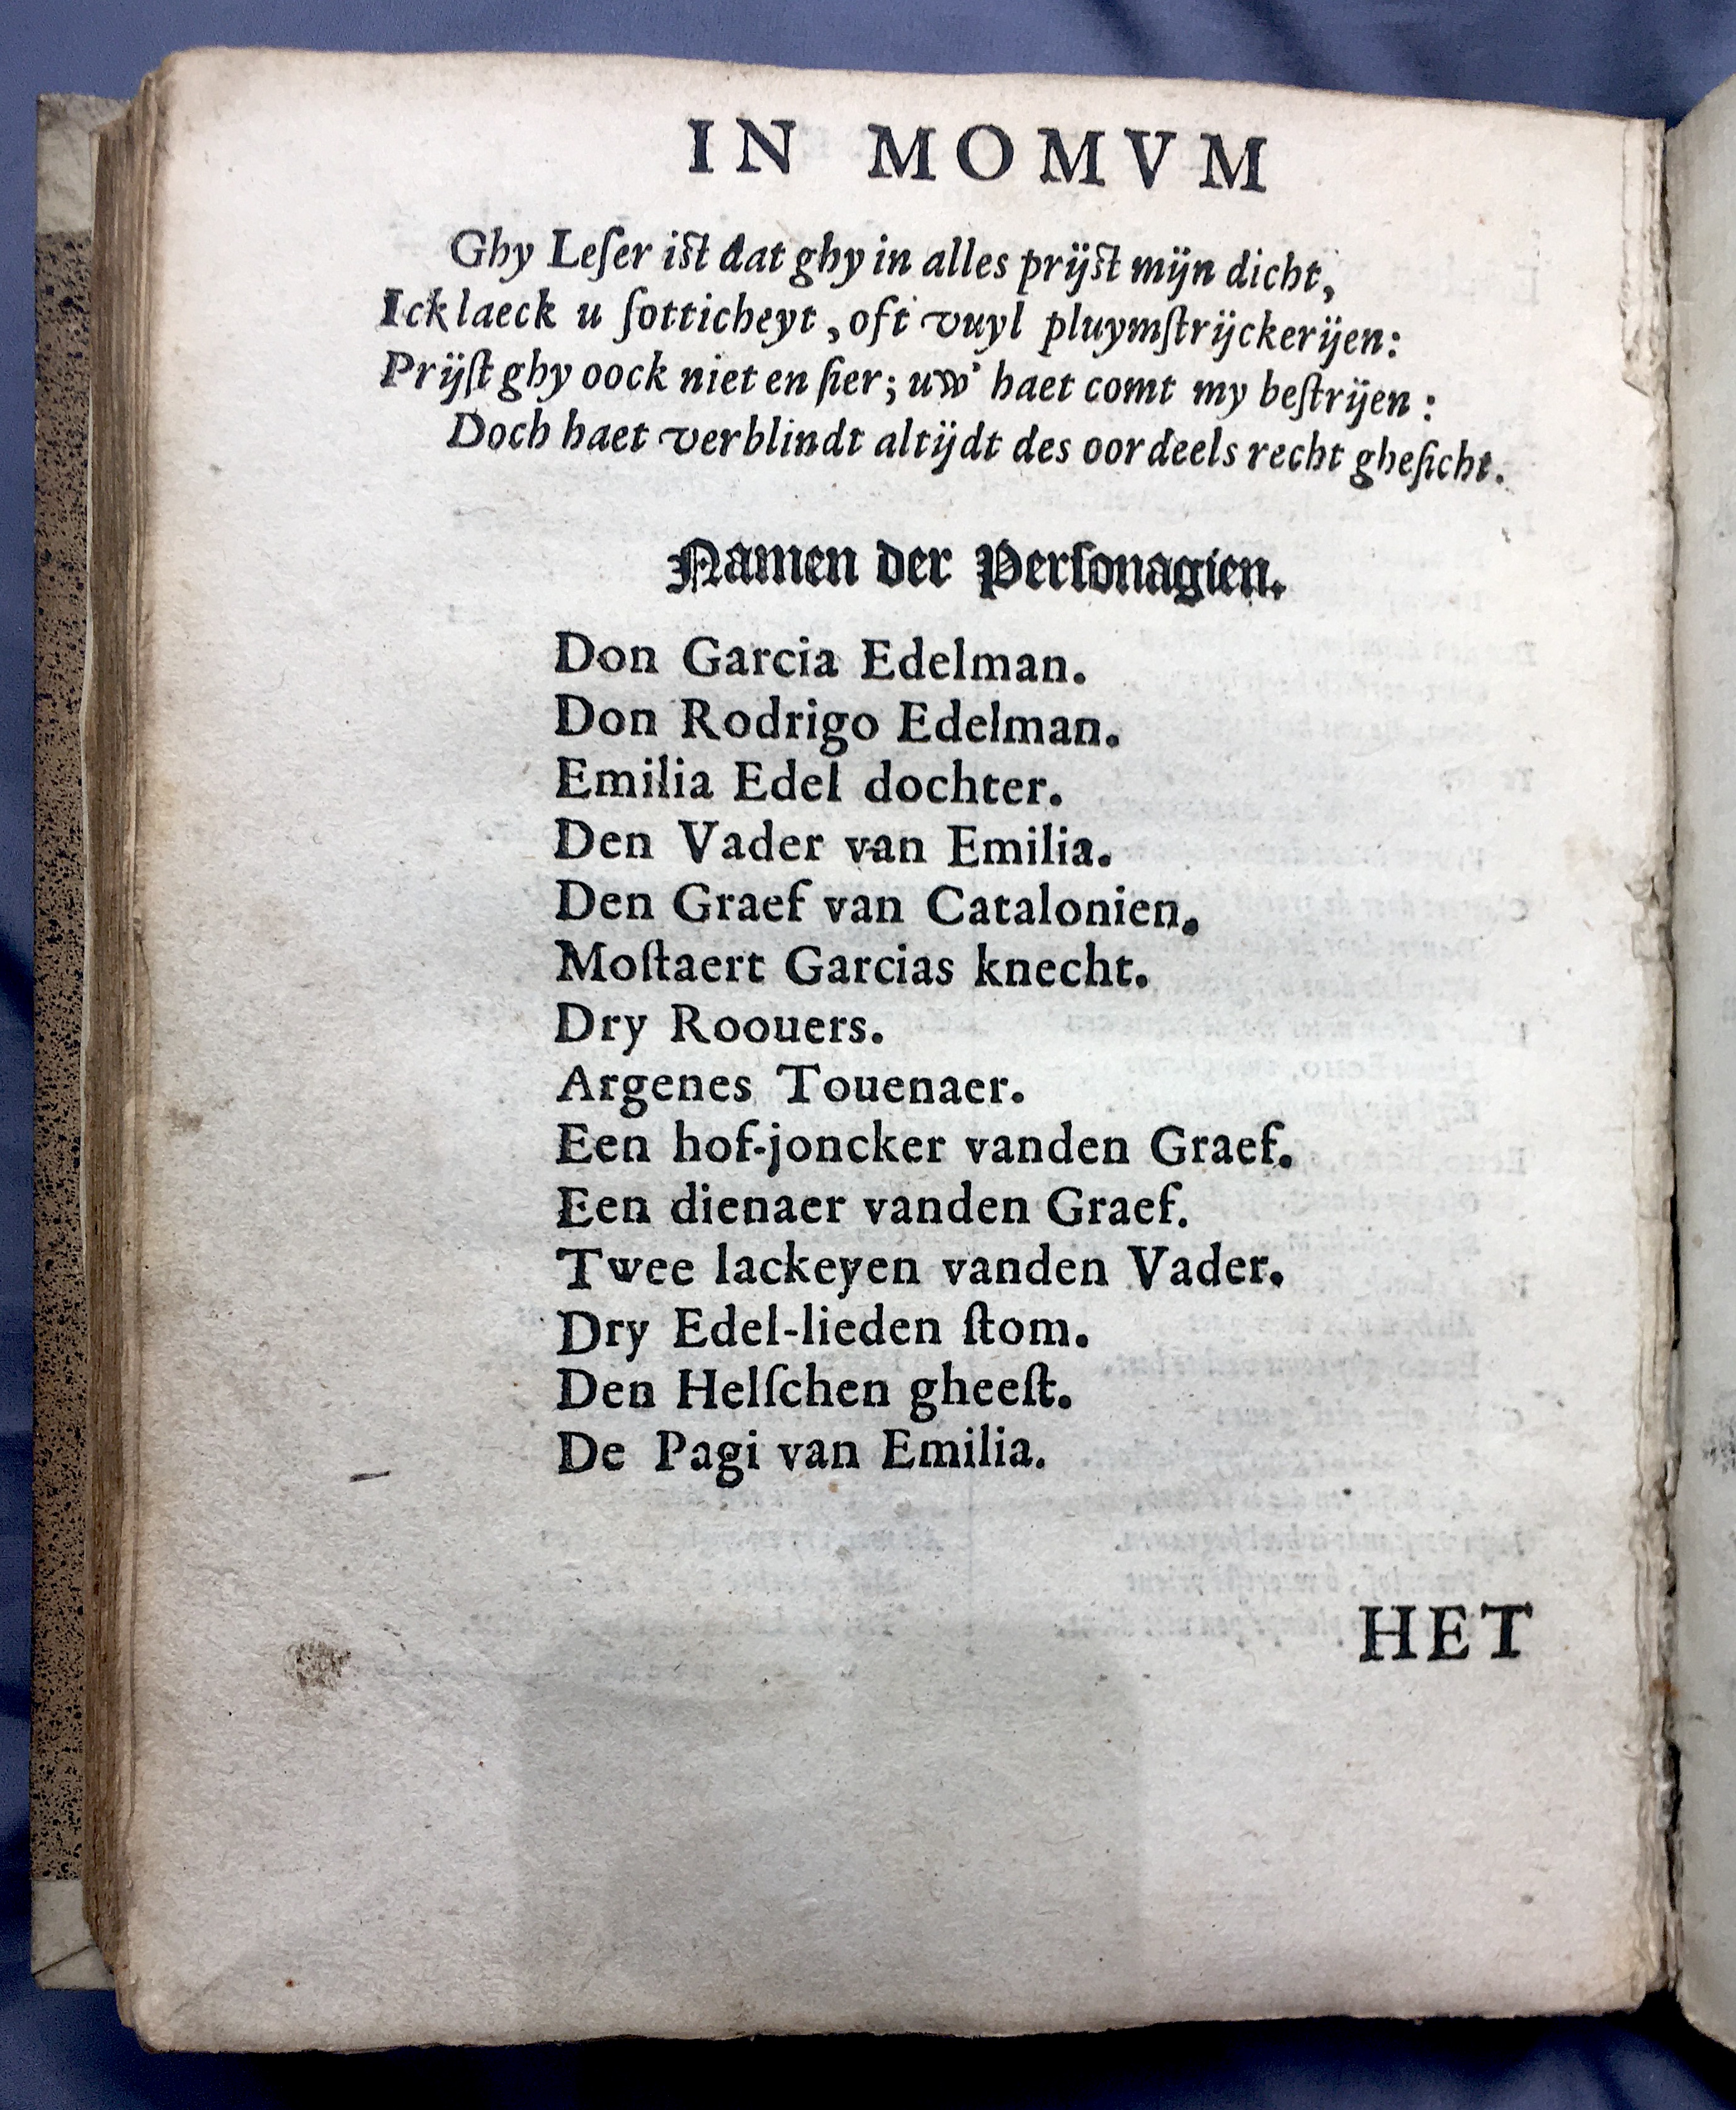 IN MOMVM
Ghy Leſer iſt dat ghy in alles prijſt mijn dicht,
Ick laeck u ſotticheyt, oft vuyl pluymſtrijckerijen:
Prijſt ghy oock niet en ſier; uw' haet comt my beſtrijen:
Doch haet verblindt altijdt des oordeels recht gheſicht.
Namen der Perſonagien.
Don Garcia Edelman.
Don Rodrigo Edelman.
Emilia Edel dochter.
Den Vader van Emilia.
Den Graef van Catalonien.
Moſtaert Garcias knecht.
Dry Roouers.
Argenes Touenaer.
Een hof-joncker vanden Graef.
Een dienaer vanden Graef.
Twee lackeyen vanden Vader.
Dry Edel-lieden ſtom.
Den Helſchen gheeſt.
De Pagi van Emilia.
HET